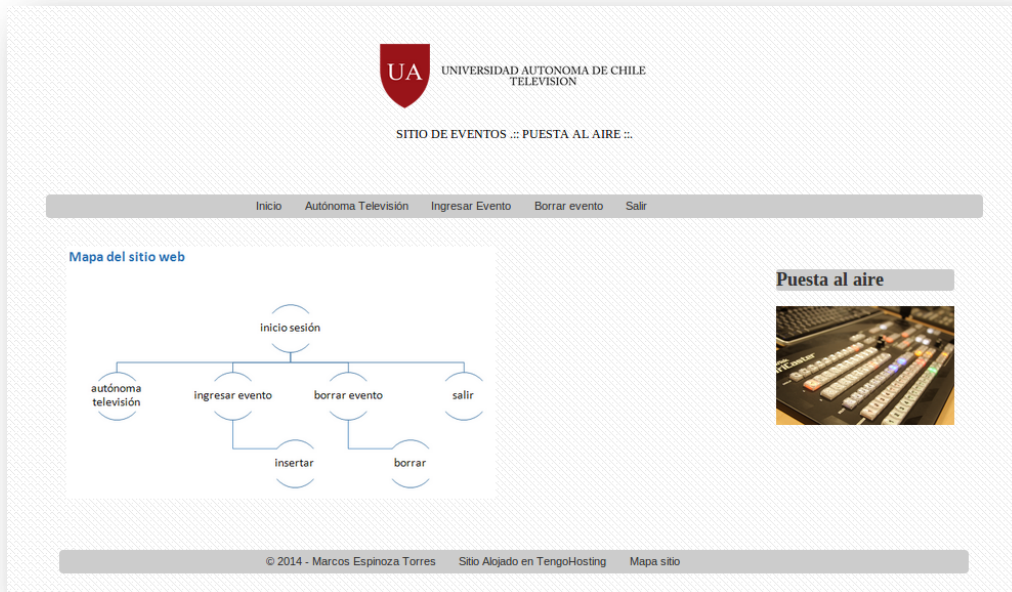 UA
UNIVERSIDAD AUTONOMA DE CHILE
TELEVISION
SITIO DE EVENTOS .:: PUESTA AL AIRE ::.
Inicio Autónoma Televisión Ingresar Evento Borrar evento Salir
Mapa del sitio web
inicio sesión
autónoma
televisión
ingresar evento
borrar evento
salir
insertar
borrar
Puesta al aire
© 2014 - Marcos Espinoza Torres Sitio Alojado en TengoHosting Mapa sitio